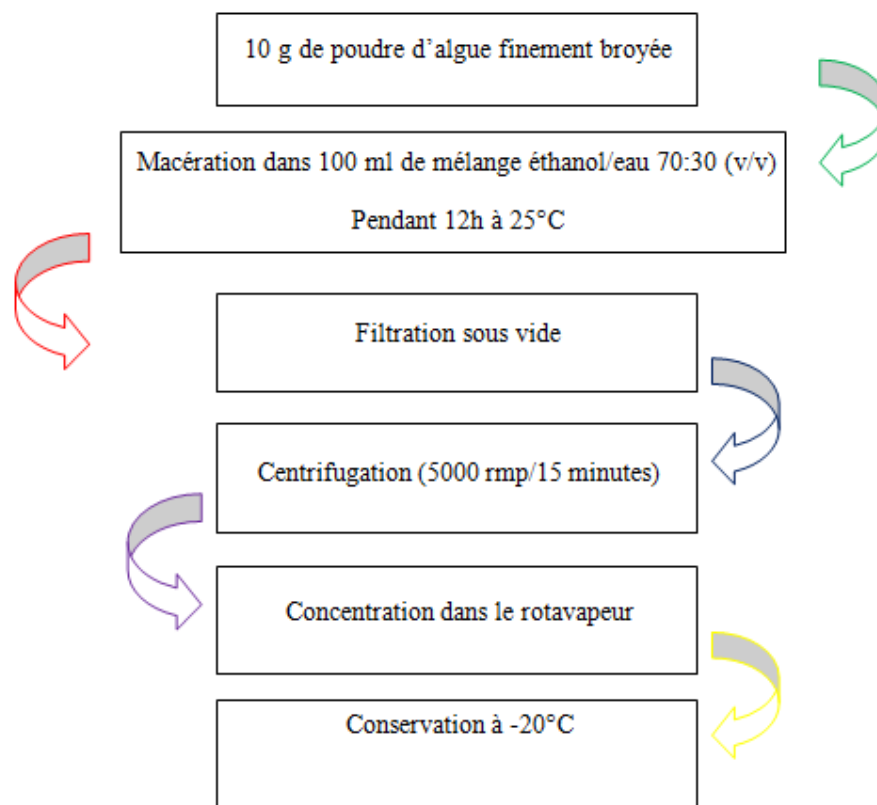 10 g de poudre d’algue finement broyée
Macération dans 100 ml de mélange éthanol/eau 70:30 (v/v)
Pendant 12h à 25°C
Filtration sous vide
Centrifugation (5000 rmp/15 minutes)
Concentration dans le rotavapeur
Conservation à -20°C